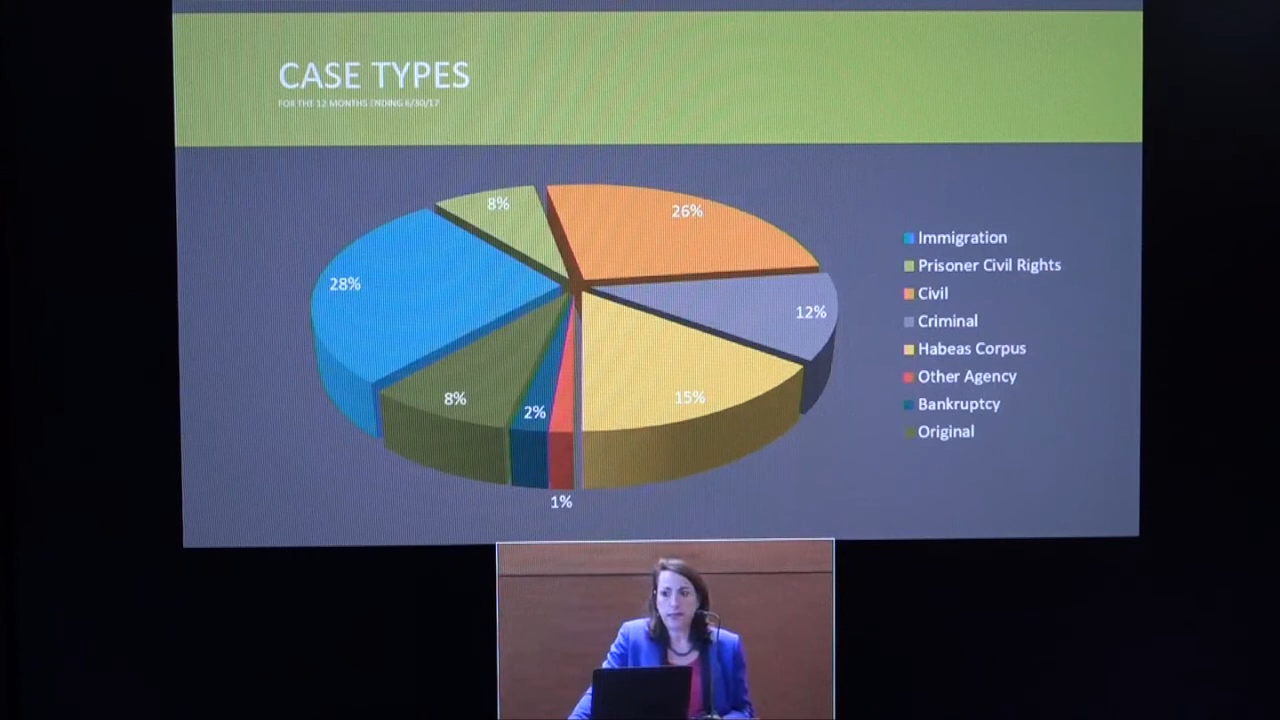 CASE TYPES
FOR THE 12 MONTHS ENDING 6/30/17
8%
26%
28%
12%
8%
2%
15%
1%
Immigration
Prisoner Civil Rights
Civil
Criminal
Habeas Corpus
Other Agency
Bankruptcy
Original